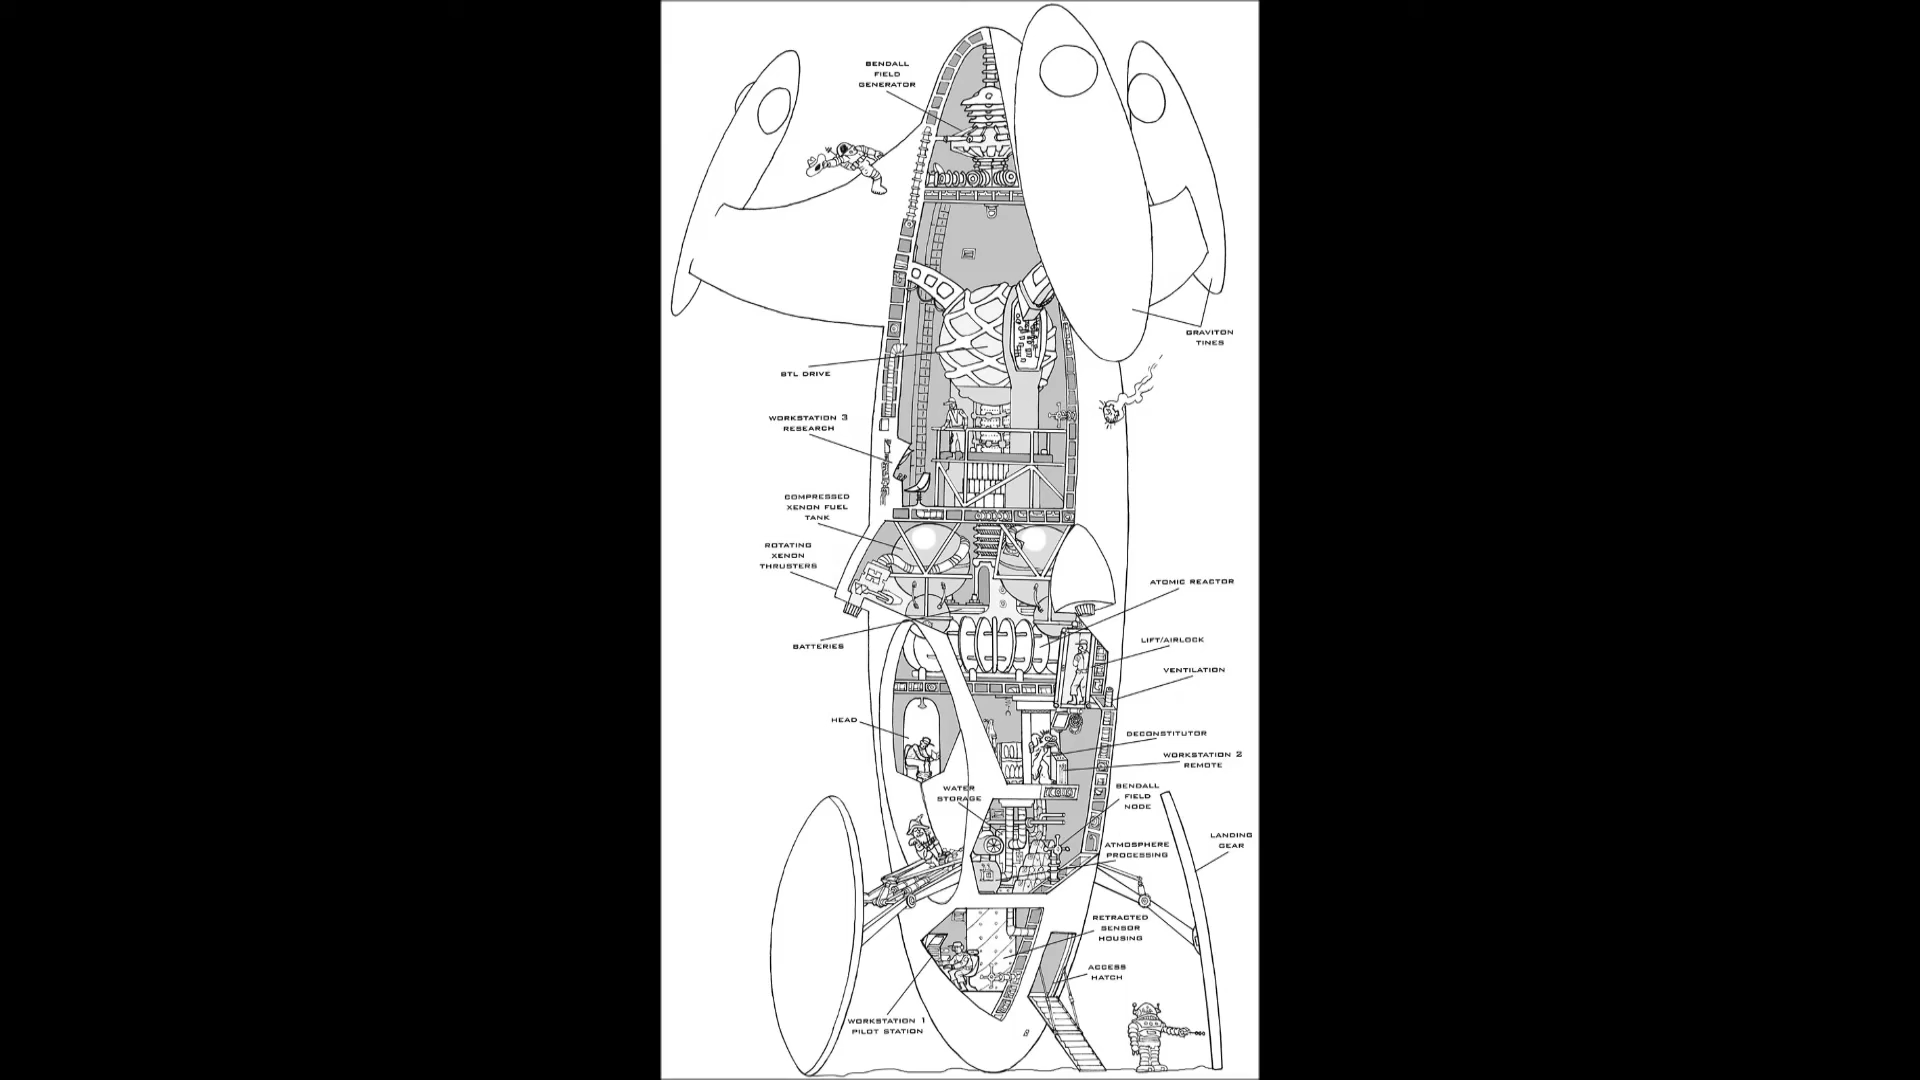 BENDALL
FIELD
GENERATOR
GRAVITON
TINES
BTL DRIVE
WORKSTATION 3
RESEARCH
COMPRESSED
XENON FUEL
TANK
ROTATING
XENON
THRUSTERS
ATOMIC REACTOR
BATTERIES
LIFT/AIRLOCK
VENTILATION
HEAD
DECONSTITUTOR
WORKSTATION 2
REMOTE
WATER
STORAGE
BENDALL
FIELD
NODE
LANDING
GEAR
ATMOSPHERE
PROCESSING
RETRACTED
SENSOR
HOUSING
ACCESS
HATCH
WORKSTATION 1
PILOT STATION